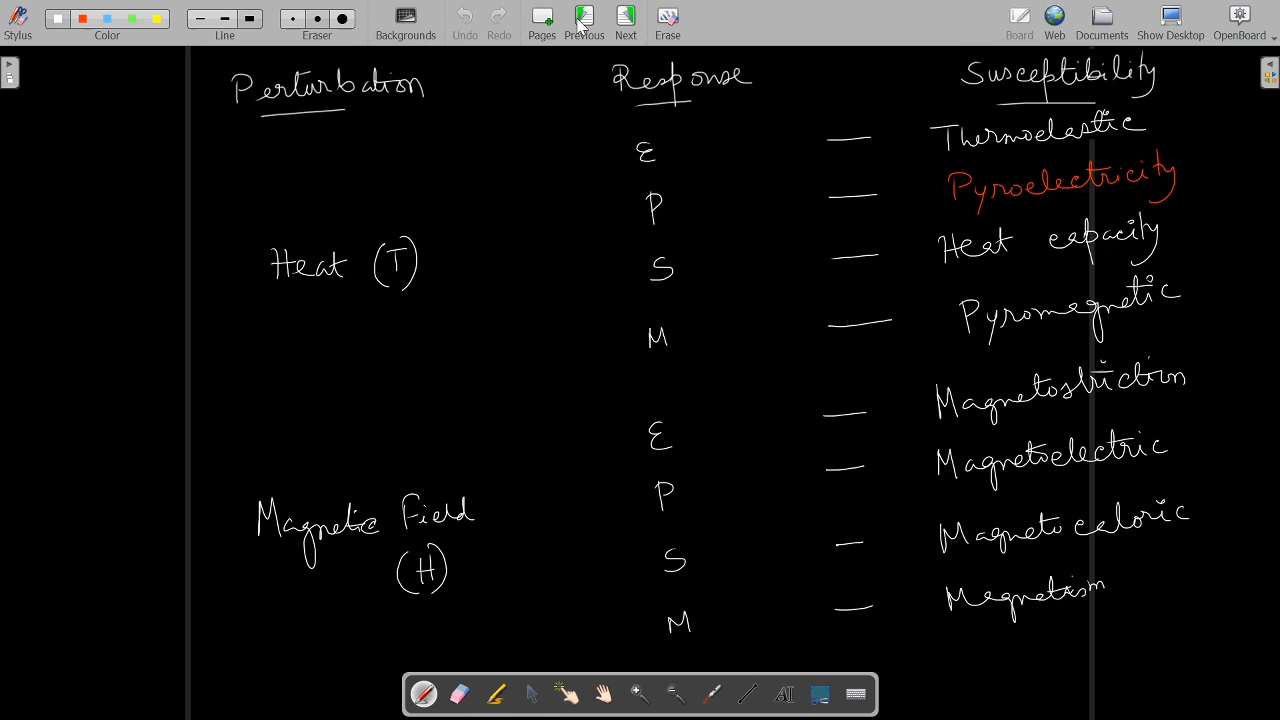 Stylus Color Line Eraser Backgrounds Undo Redo Pages Previous Next Erase Board Web Documents Show Desktop OpenBoard
Perturbation Response Susceptibility
ε — Thermoelastic
P — Pyroelectricity
Heat (T) S — Heat capacity
M — Pyromagnetic
ε — Magnetostriction
P — Magnetoelectric
Magnetic Field
(H)
S — Magnetocaloric
M — Magnetism